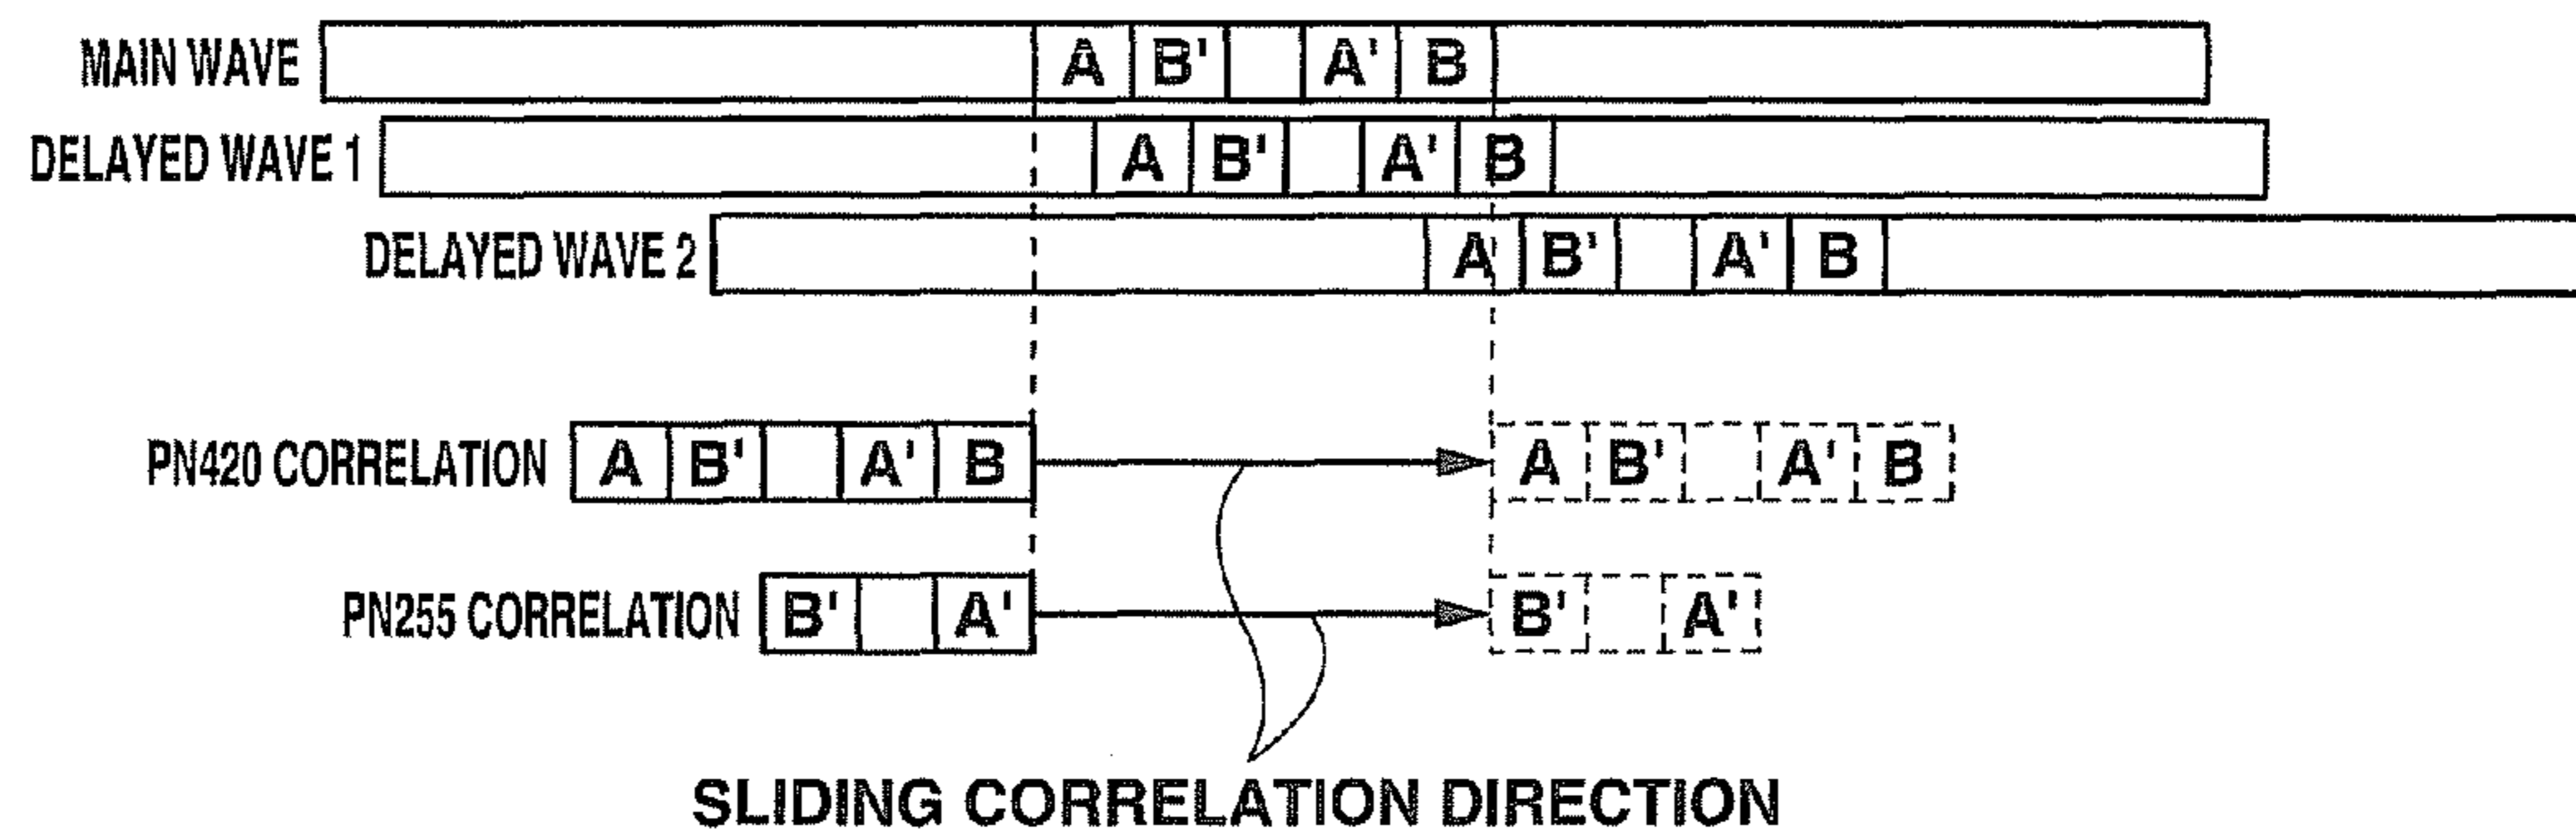 MAIN WAVE A B' A' B
DELAYED WAVE 1 A B' A' B
DELAYED WAVE 2 A B' A' B
PN420 CORRELATION A B' A' B A B' A' B
PN255 CORRELATION B' A' B' A'
SLIDING CORRELATION DIRECTION